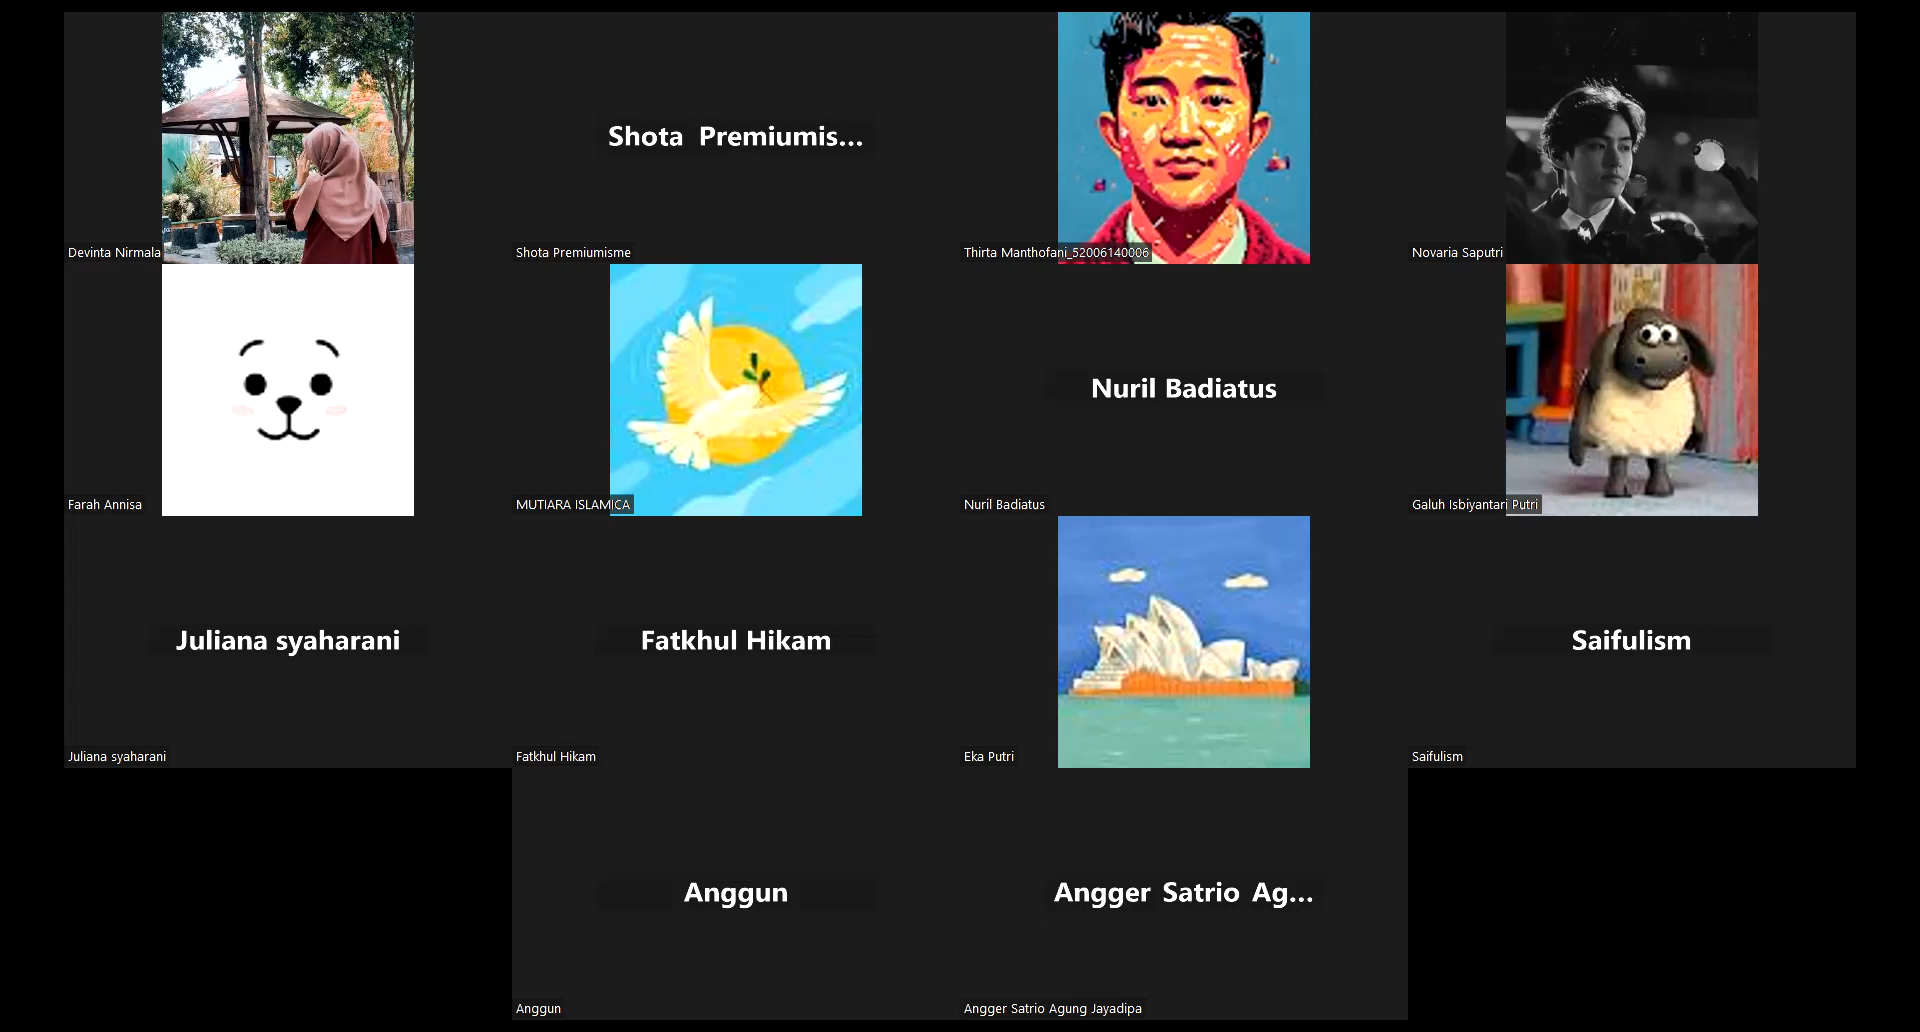 Devinta Nirmala
Shota Premiumis...
Shota Premiumisme
Thirta Manthofani_52006140006
Novaria Saputri
Farah Annisa
MUTIARA ISLAMICA
Nuril Badiatus
Nuril Badiatus
Galuh Isbiyantari Putri
Juliana syaharani
Juliana syaharani
Fatkhul Hikam
Fatkhul Hikam
Eka Putri
Saifulism
Saifulism
Anggun
Anggun
Angger Satrio Ag...
Angger Satrio Agung Jayadipa